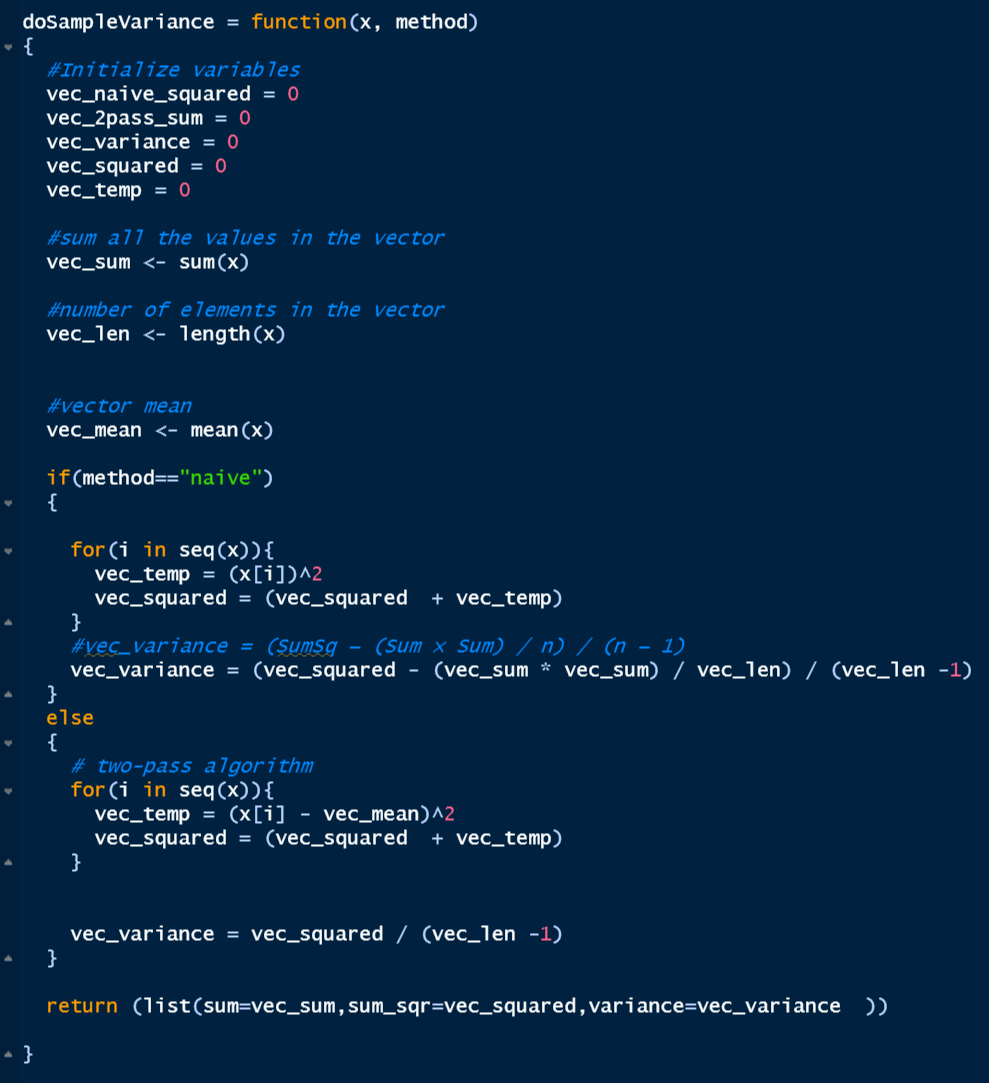 doSampleVariance = function(x, method)
{
  #Initialize variables
  vec_naive_squared = 0
  vec_2pass_sum = 0
  vec_variance = 0
  vec_squared = 0
  vec_temp = 0
  #sum all the values in the vector
  vec_sum <- sum(x)
  #number of elements in the vector
  vec_len <- length(x)
  #vector mean
  vec_mean <- mean(x)
  if(method=="naive")
  {
    for(i in seq(x)){
      vec_temp = (x[i])^2
      vec_squared = (vec_squared  + vec_temp)
    }
    #vec_variance = (SumSq − (Sum × Sum) / n) / (n − 1)
    vec_variance = (vec_squared - (vec_sum * vec_sum) / vec_len) / (vec_len -1)
  }
  else
  {
    # two-pass algorithm
    for(i in seq(x)){
      vec_temp = (x[i] - vec_mean)^2
      vec_squared = (vec_squared  + vec_temp)
    }
    vec_variance = vec_squared / (vec_len -1)
  }
  return (list(sum=vec_sum,sum_sqr=vec_squared,variance=vec_variance  ))
}